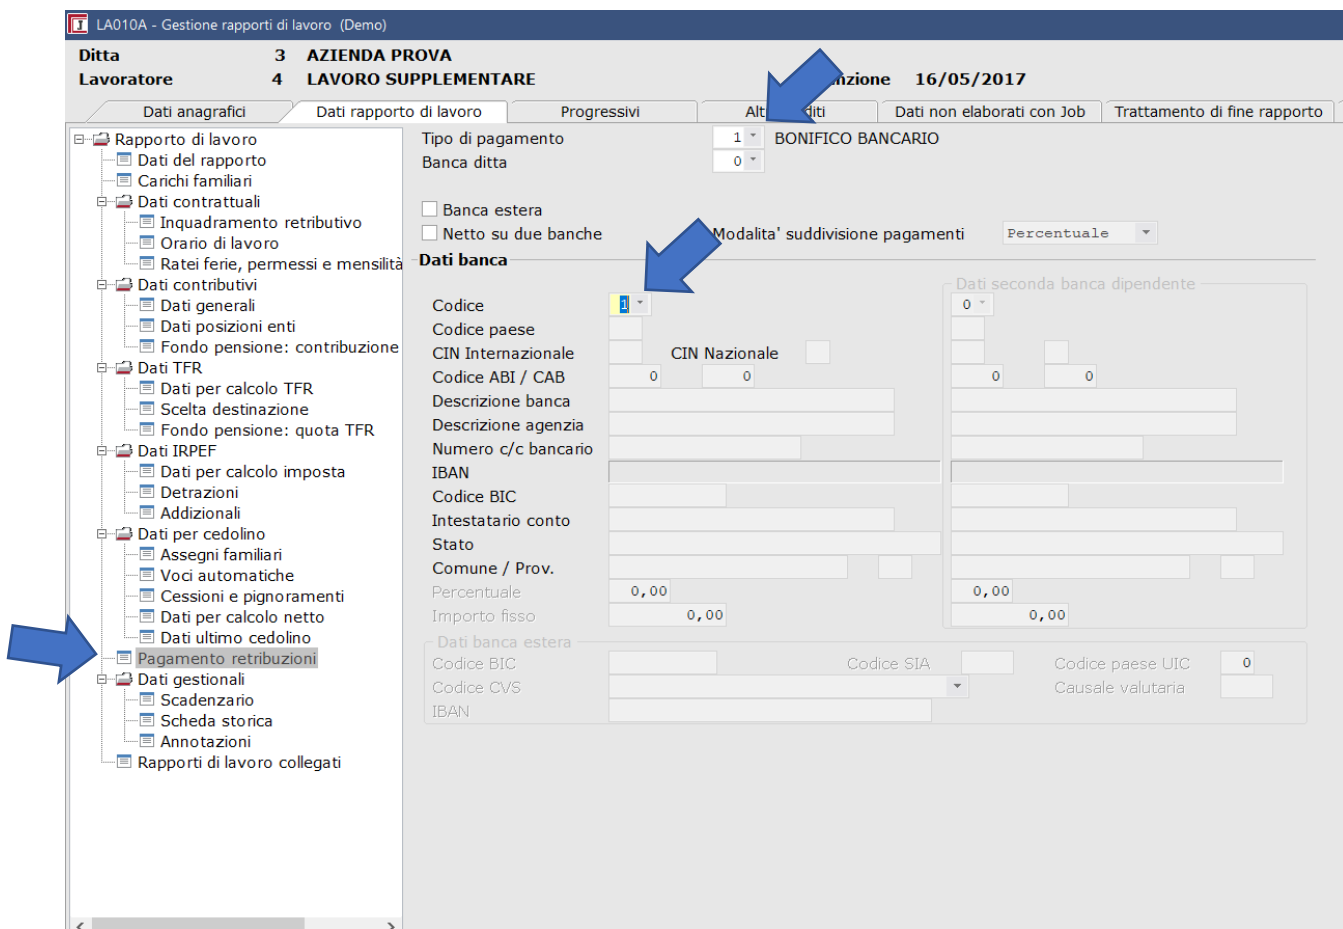 LA010A - Gestione rapporti di lavoro (Demo)
Ditta 3 AZIENDA PROVA
Lavoratore 4 LAVORO SUPPLEMENTARE 16/05/2017
Dati anagrafici Dati rapporto di lavoro Progressivi Dati non elaborati con Job Trattamento di fine rapporto
Rapporto di lavoro
Dati del rapporto
Carichi familiari
Dati contrattuali
Inquadramento retributivo
Orario di lavoro
Ratei ferie, permessi e mensilità
Dati contributivi
Dati generali
Dati posizioni enti
Fondo pensione: contribuzione
Dati TFR
Dati per calcolo TFR
Scelta destinazione
Fondo pensione: quota TFR
Dati IRPEF
Dati per calcolo imposta
Detrazioni
Addizionali
Dati per cedolino
Assegni familiari
Voci automatiche
Cessioni e pignoramenti
Dati per calcolo netto
Dati ultimo cedolino
Pagamento retribuzioni
Dati gestionali
Scadenzario
Scheda storica
Annotazioni
Rapporti di lavoro collegati
Tipo di pagamento 1 BONIFICO BANCARIO
Banca ditta 0
Banca estera
Netto su due banche Modalita' suddivisione pagamenti Percentuale
Dati banca
Dati seconda banca dipendente
Codice 1 0
Codice paese
CIN Internazionale CIN Nazionale
Codice ABI / CAB 0 0 0 0
Descrizione banca
Descrizione agenzia
Numero c/c bancario
IBAN
Codice BIC
Intestatario conto
Stato
Comune / Prov.
Percentuale 0,00 0,00
Importo fisso 0,00 0,00
Dati banca estera
Codice BIC Codice SIA Codice paese UIC 0
Codice CVS Causale valutaria
IBAN